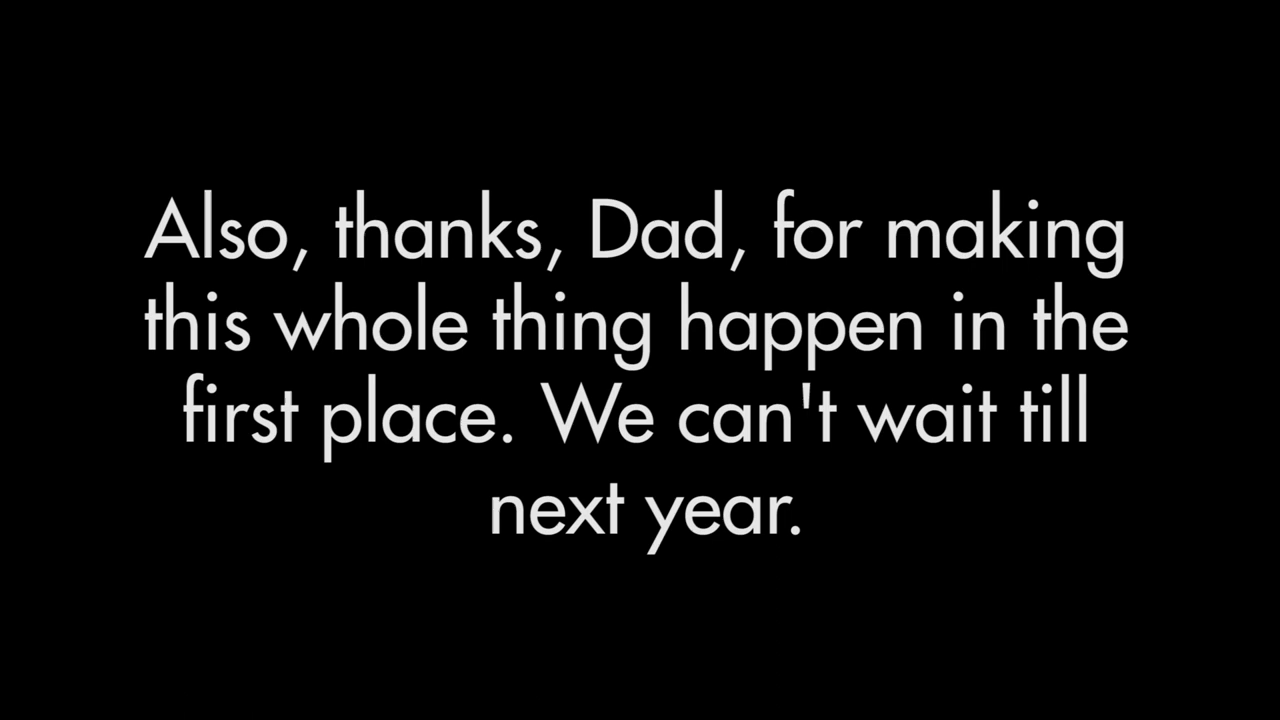 Also, thanks, Dad, for making
this whole thing happen in the
first place. We can't wait till
next year.